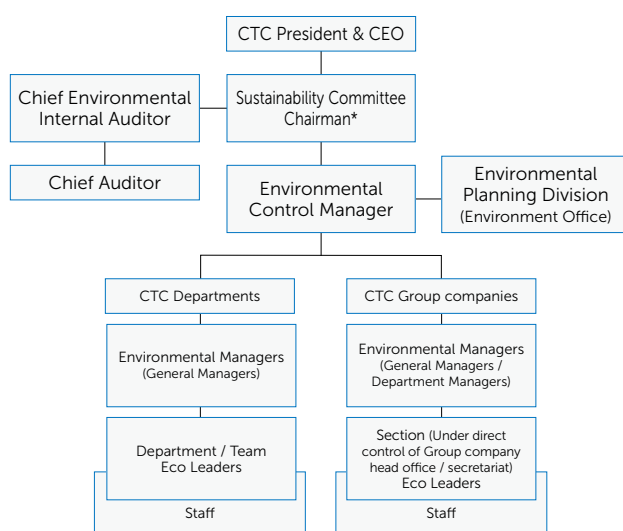 CTC President & CEO
Chief Environmental
Internal Auditor
Sustainability Committee
Chairman*
Chief Auditor
Environmental
Control Manager
Environmental
Planning Division
(Environment Office)
CTC Departments
CTC Group companies
Environmental Managers
(General Managers)
Environmental Managers
(General Managers /
Department Managers)
Department / Team
Eco Leaders
Section (Under direct
control of Group company
head office / secretariat)
Eco Leaders
Staff
Staff